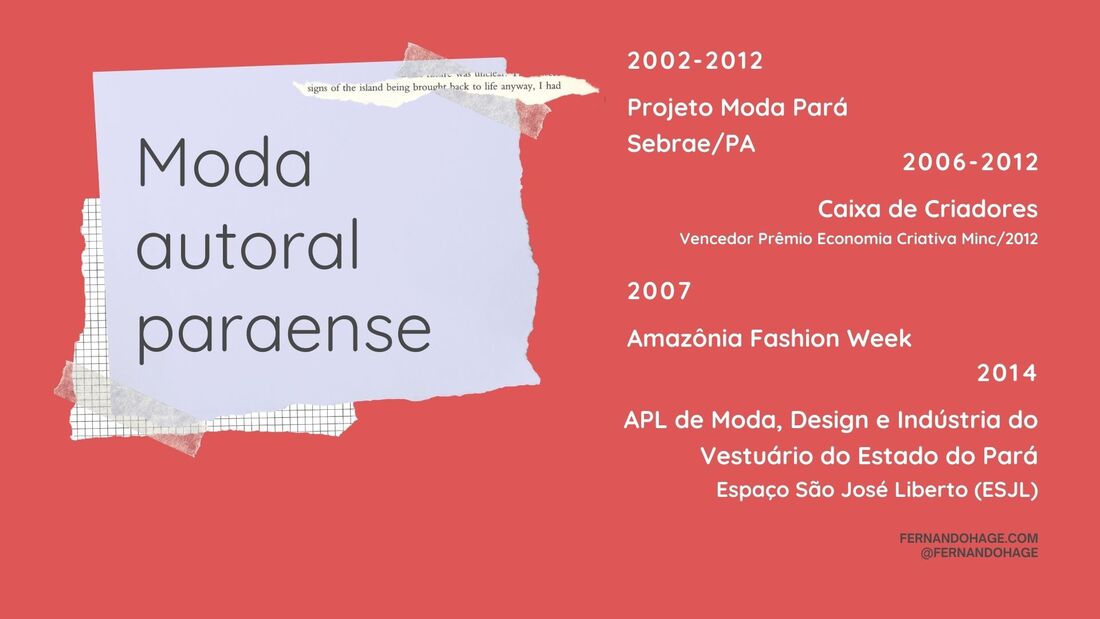 was unclear.
signs of the island being brought back to life anyway, I had
Moda
autoral
paraense
2002-2012
Projeto Moda Pará
Sebrae/PA
2006-2012
Caixa de Criadores
Vencedor Prêmio Economia Criativa Minc/2012
2007
Amazônia Fashion Week
2014
APL de Moda, Design e Indústria do
Vestuário do Estado do Pará
Espaço São José Liberto (ESJL)
FERNANDOHAGE.COM
@FERNANDOHAGE